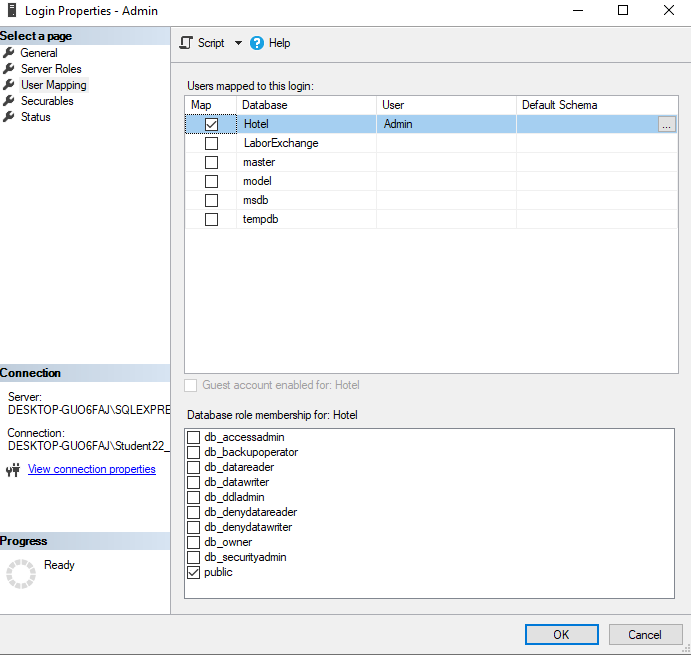 Login Properties - Admin
Select a page
General
Server Roles
User Mapping
Securables
Status
Script Help
Users mapped to this login:
Map Database User Default Schema
Hotel Admin ...
LaborExchange
master
model
msdb
tempdb
Guest account enabled for: Hotel
Database role membership for: Hotel
db_accessadmin
db_backupoperator
db_datareader
db_datawriter
db_ddladmin
db_denydatareader
db_denydatawriter
db_owner
db_securityadmin
public
Connection
Server:
DESKTOP-GUO6FAJ\SQLEXPRE
Connection:
DESKTOP-GUO6FAJ\Student22_
View connection properties
Progress
Ready
OK Cancel